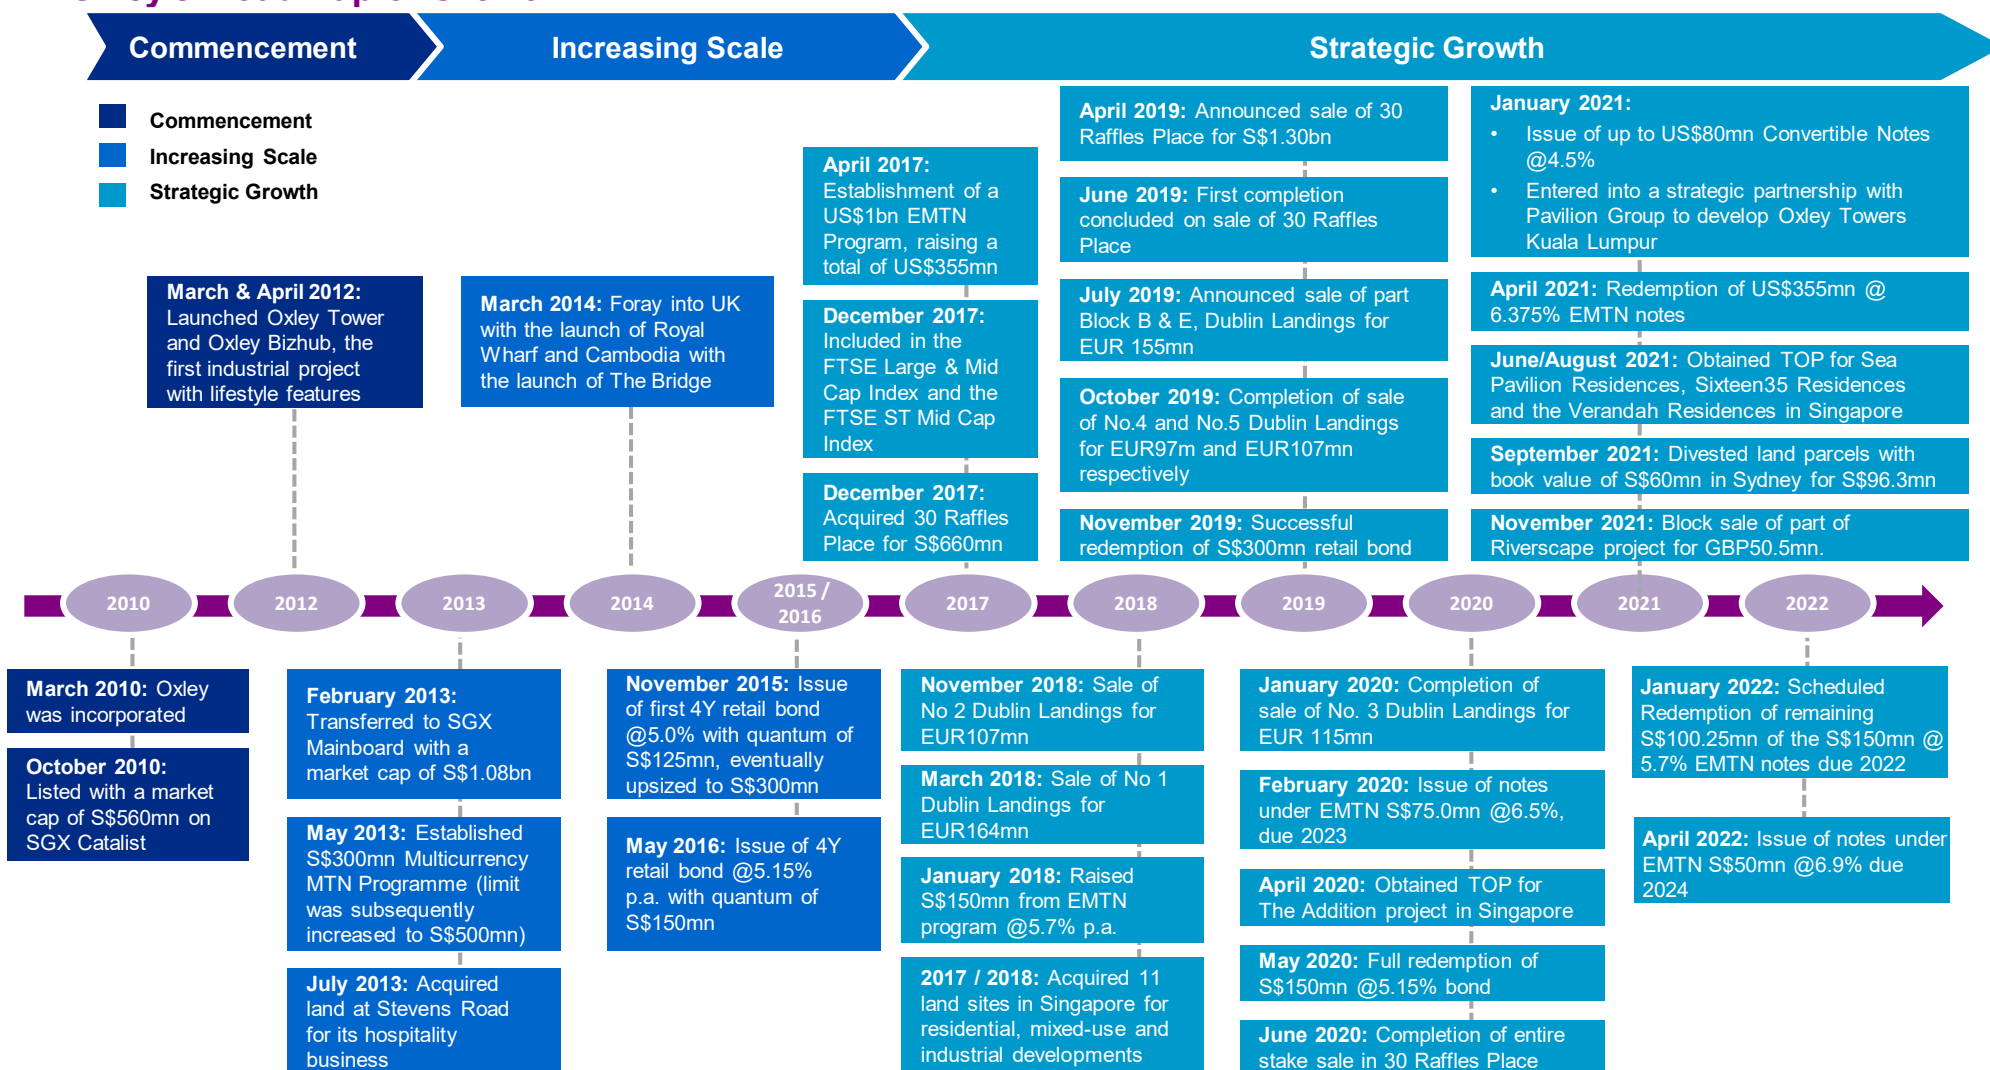 Commencement
Increasing Scale
Strategic Growth
Commencement
Increasing Scale
Strategic Growth
March & April 2012:
Launched Oxley Tower
and Oxley Bizhub, the
first industrial project
with lifestyle features
March 2014: Foray into UK
with the launch of Royal
Wharf and Cambodia with
the launch of The Bridge
April 2017:
Establishment of a
US$1bn EMTN
Program, raising a
total of US$355mn
December 2017:
Included in the
FTSE Large & Mid
Cap Index and the
FTSE ST Mid Cap
Index
December 2017:
Acquired 30 Raffles
Place for S$660mn
April 2019: Announced sale of 30
Raffles Place for S$1.30bn
June 2019: First completion
concluded on sale of 30 Raffles
Place
July 2019: Announced sale of part
Block B & E, Dublin Landings for
EUR 155mn
October 2019: Completion of sale
of No.4 and No.5 Dublin Landings
for EUR97m and EUR107mn
respectively
November 2019: Successful
redemption of S$300mn retail bond
January 2021:
• Issue of up to US$80mn Convertible Notes
@4.5%
• Entered into a strategic partnership with
Pavilion Group to develop Oxley Towers
Kuala Lumpur
April 2021: Redemption of US$355mn @
6.375% EMTN notes
June/August 2021: Obtained TOP for Sea
Pavilion Residences, Sixteen35 Residences
and the Verandah Residences in Singapore
September 2021: Divested land parcels with
book value of S$60mn in Sydney for S$96.3mn
November 2021: Block sale of part of
Riverscape project for GBP50.5mn.
2010
2012
2013
2014
2015 /
2016
2017
2018
2019
2020
2021
2022
March 2010: Oxley
was incorporated
October 2010:
Listed with a market
cap of S$560mn on
SGX Catalist
February 2013:
Transferred to SGX
Mainboard with a
market cap of S$1.08bn
May 2013: Established
S$300mn Multicurrency
MTN Programme (limit
was subsequently
increased to S$500mn)
July 2013: Acquired
land at Stevens Road
for its hospitality
business
November 2015: Issue
of first 4Y retail bond
@5.0% with quantum of
S$125mn, eventually
upsized to S$300mn
May 2016: Issue of 4Y
retail bond @5.15%
p.a. with quantum of
S$150mn
November 2018: Sale of
No 2 Dublin Landings for
EUR107mn
March 2018: Sale of No 1
Dublin Landings for
EUR164mn
January 2018: Raised
S$150mn from EMTN
program @5.7% p.a.
2017 / 2018: Acquired 11
land sites in Singapore for
residential, mixed-use and
industrial developments
January 2020: Completion of
sale of No. 3 Dublin Landings for
EUR 115mn
February 2020: Issue of notes
under EMTN S$75.0mn @6.5%,
due 2023
April 2020: Obtained TOP for
The Addition project in Singapore
May 2020: Full redemption of
S$150mn @5.15% bond
June 2020: Completion of entire
stake sale in 30 Raffles Place
January 2022: Scheduled
Redemption of remaining
S$100.25mn of the S$150mn @
5.7% EMTN notes due 2022
April 2022: Issue of notes under
EMTN S$50mn @6.9% due
2024